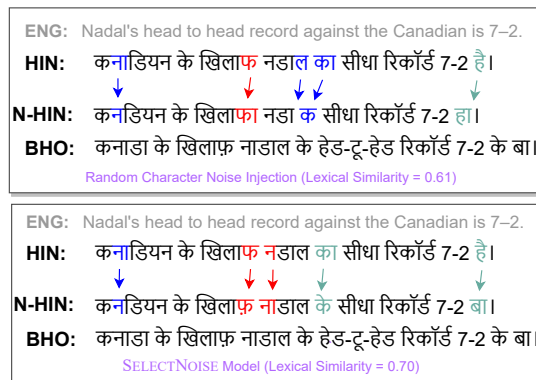 ENG: Nadal's head to head record against the Canadian is 7–2.
HIN: कनाडियन के खिलाफ नडाल का सीधा रिकॉर्ड 7-2 है।
N-HIN: कनडियन के खिलाफा नडा क सीधा रिकॉर्ड 7-2 हा।
BHO: कनाडा के खिलाफ़ नाडाल के हेड-टू-हेड रिकॉर्ड 7-2 के बा।
Random Character Noise Injection (Lexical Similarity = 0.61)
ENG: Nadal's head to head record against the Canadian is 7–2.
HIN: कनाडियन के खिलाफ नडाल का सीधा रिकॉर्ड 7-2 है।
N-HIN: कनडियन के खिलाफ़ नाडाल के सीधा रिकॉर्ड 7-2 बा।
BHO: कनाडा के खिलाफ़ नाडाल के हेड-टू-हेड रिकॉर्ड 7-2 के बा।
SELECTNOISE Model (Lexical Similarity = 0.70)